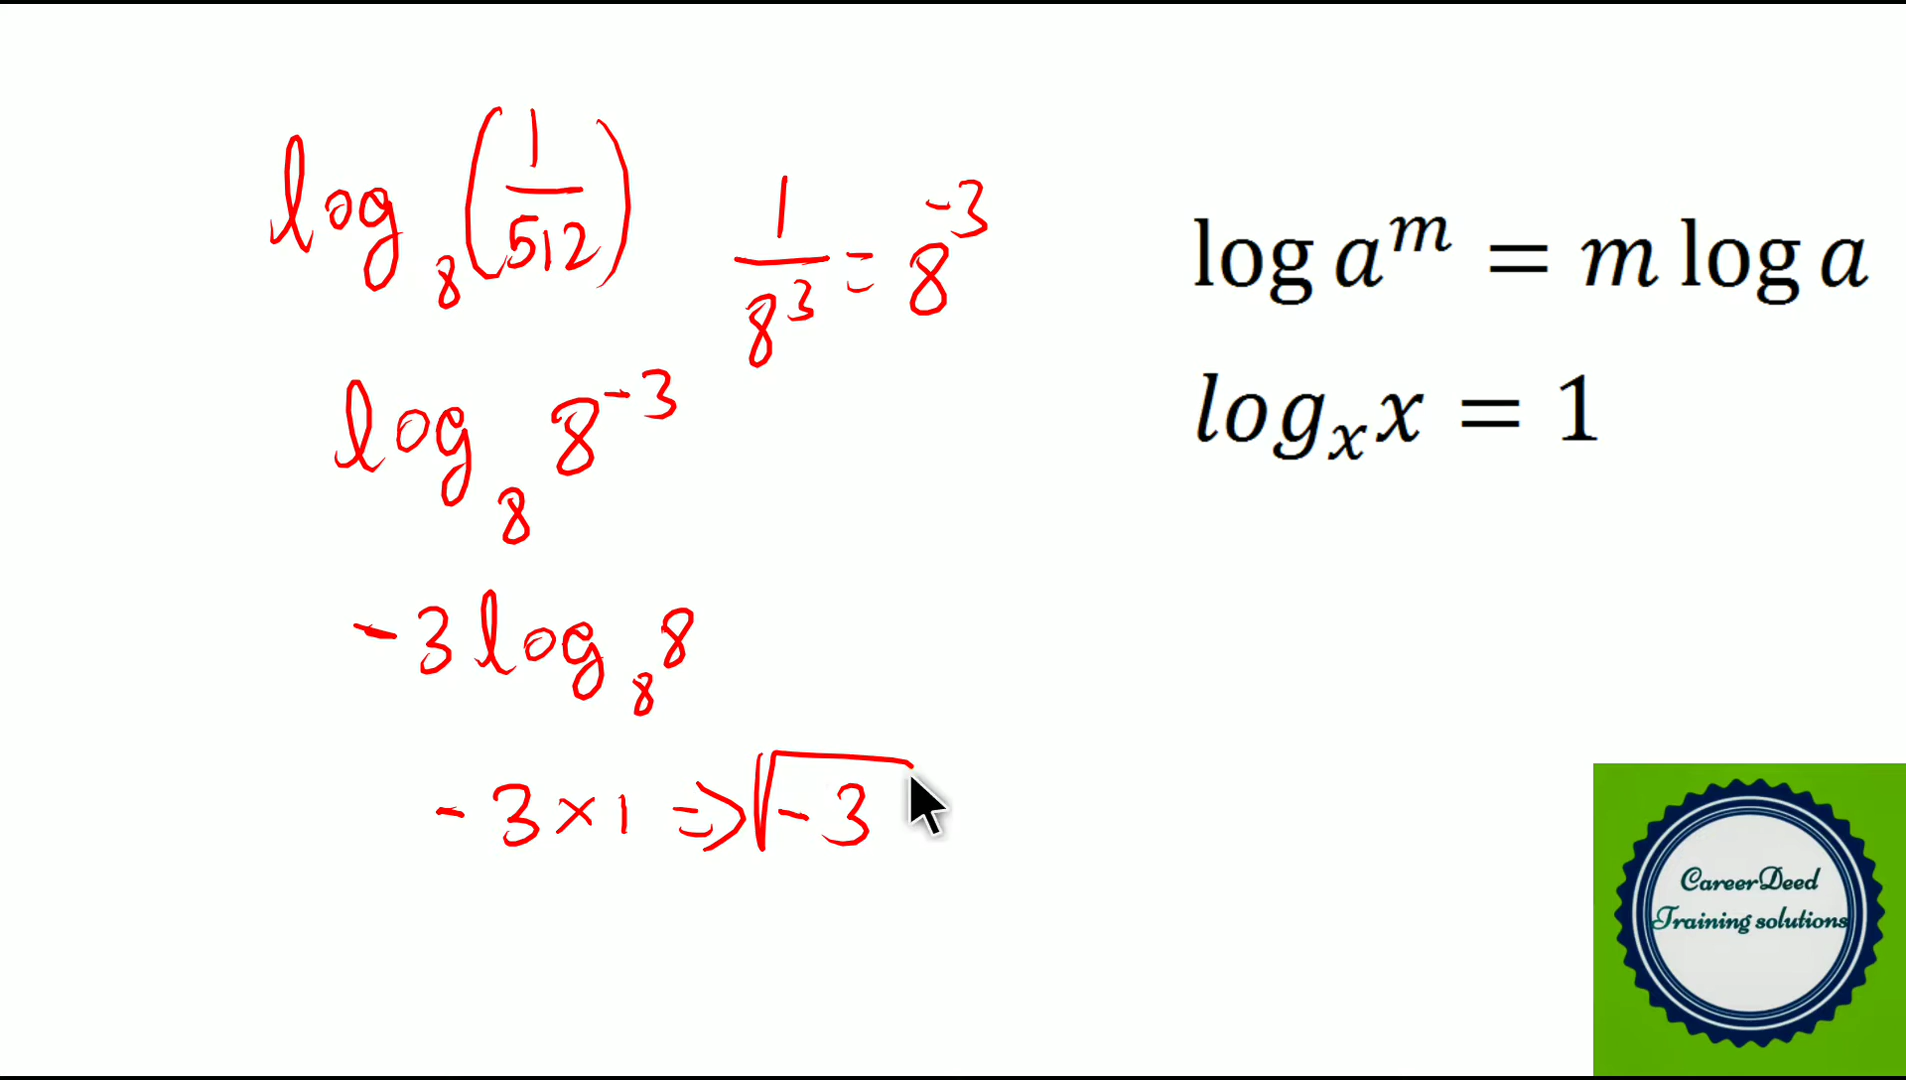 log₈(1/512)
1/8³ = 8⁻³
log₈ 8⁻³
-3 log₈ 8
-3 × 1 ⇒ -3
log aᵐ = m log a
logₓx = 1
CareerDeed
Training solutions